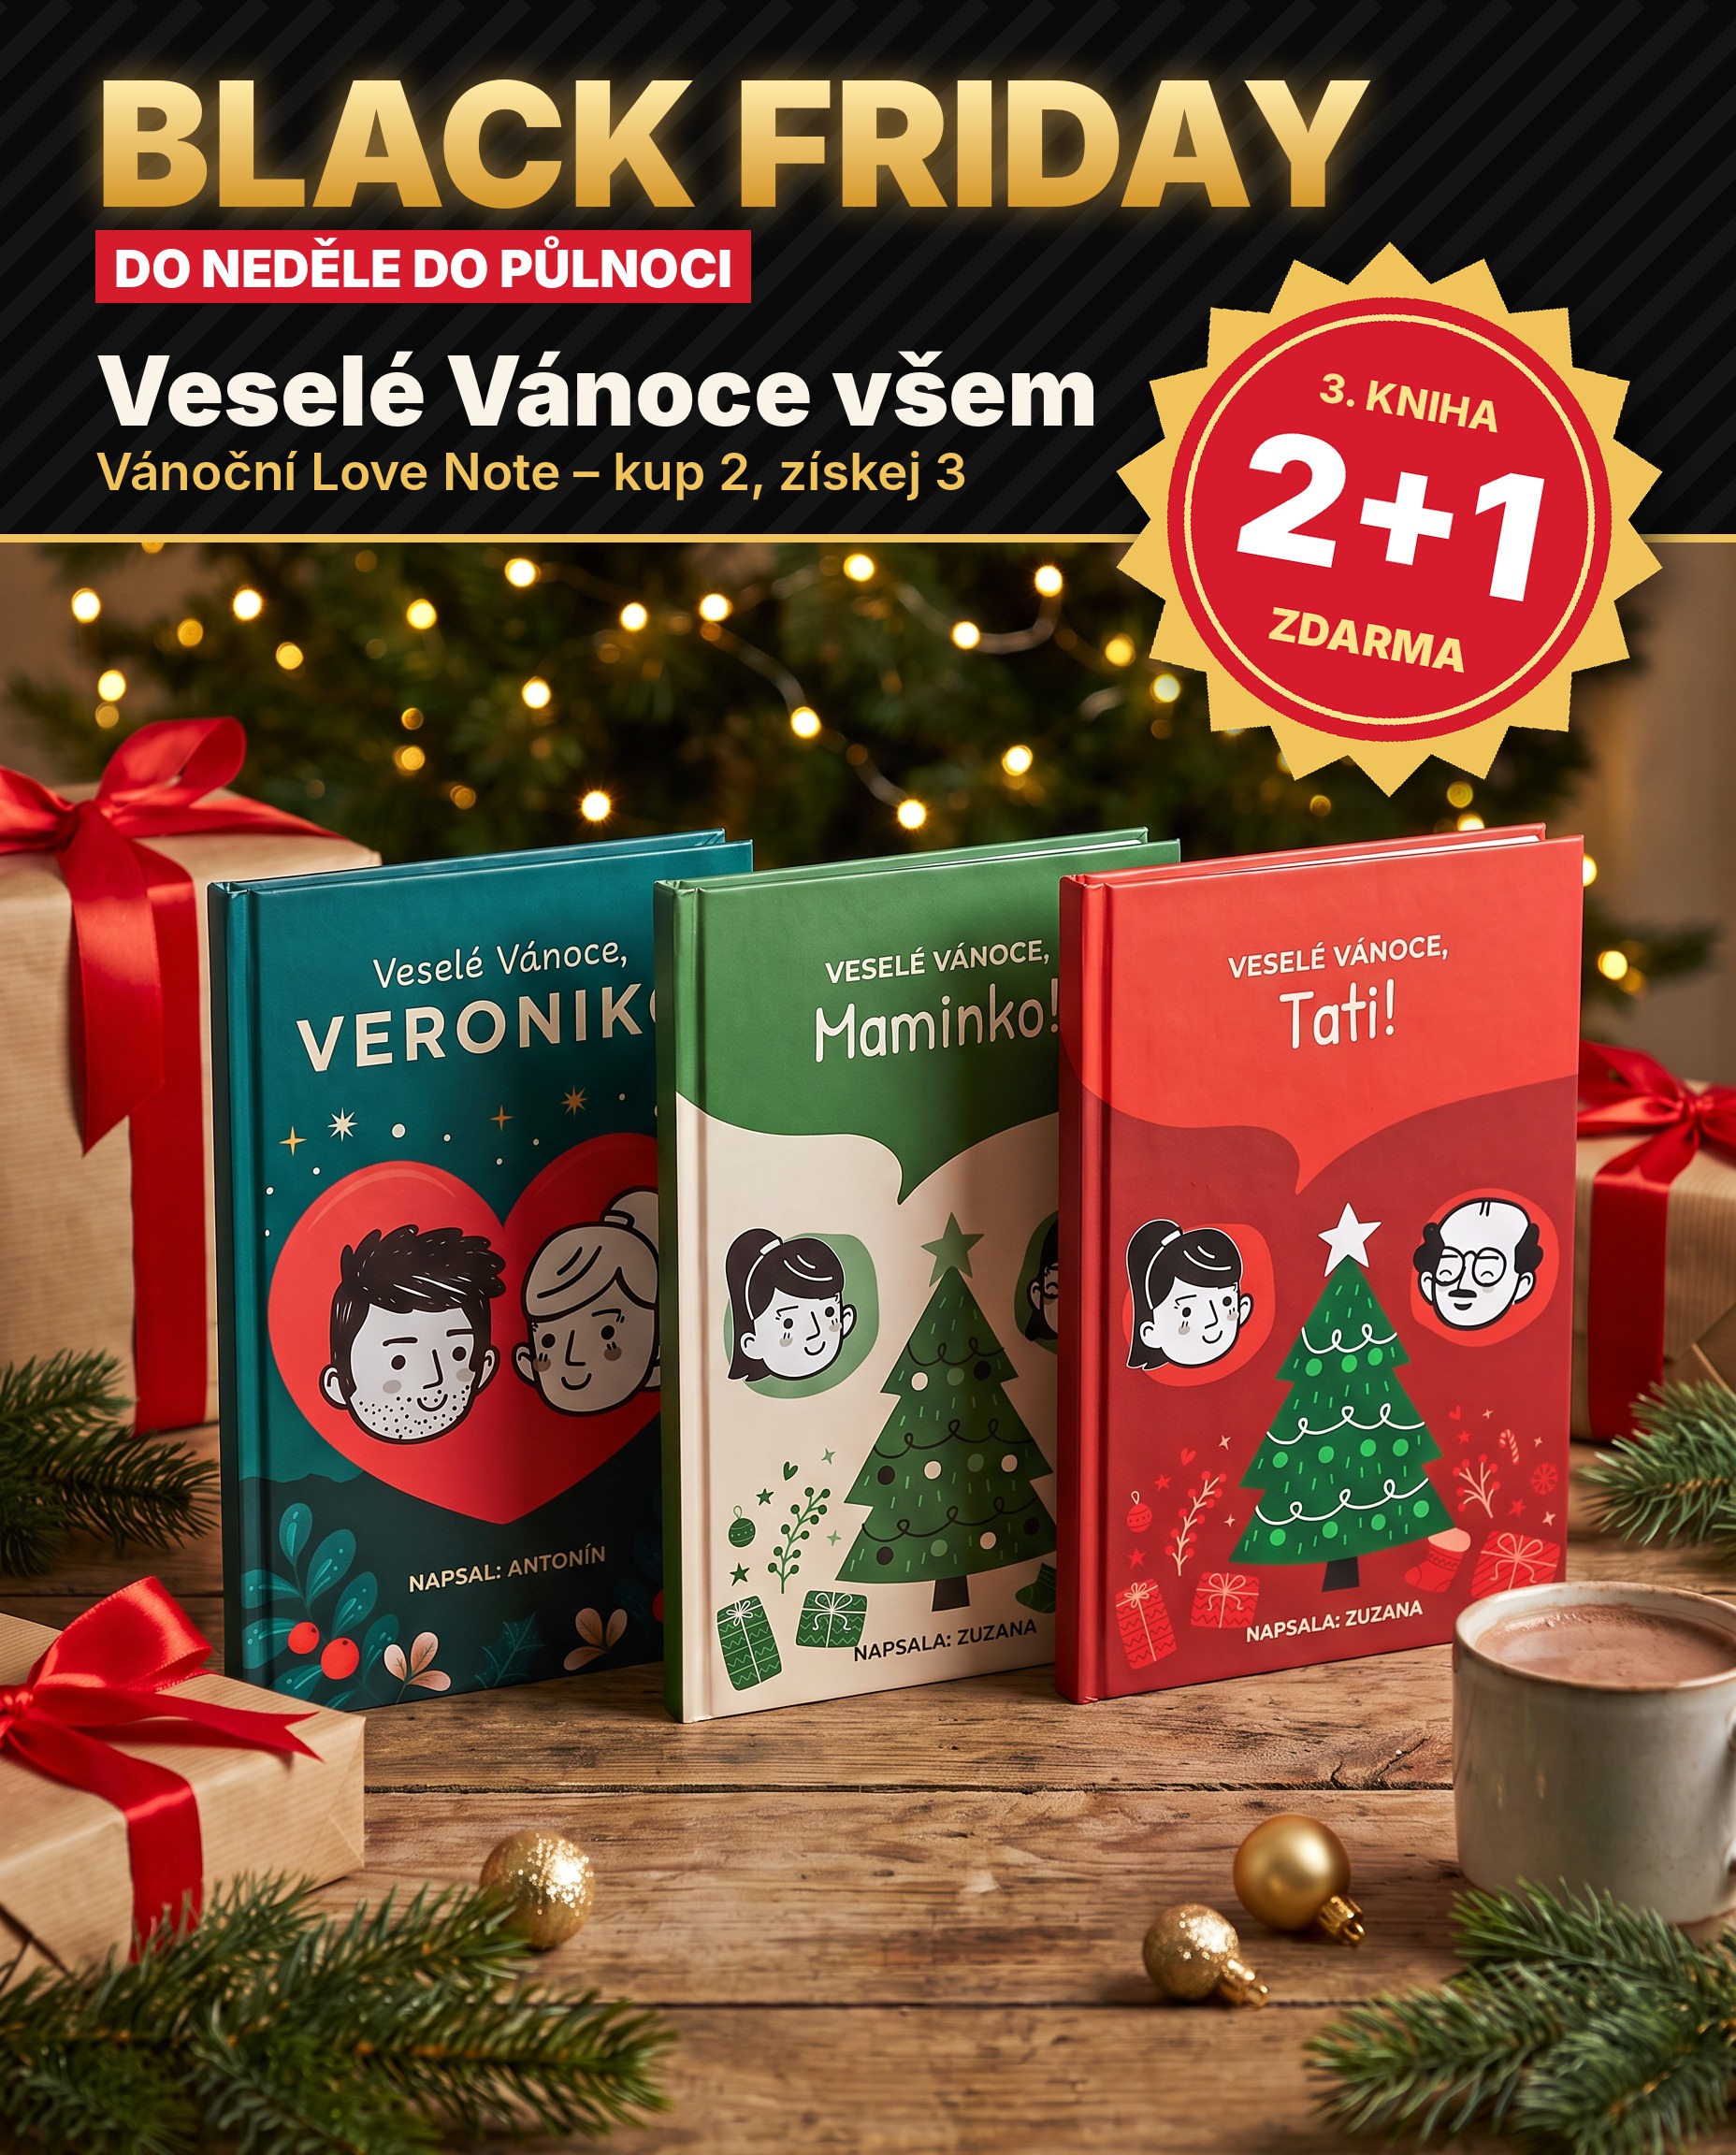 BLACK FRIDAY
DO NEDĚLE DO PŮLNOCI
Veselé Vánoce všem
Vánoční Love Note – kup 2, získej 3
3. KNIHA
2+1
ZDARMA
Veselé Vánoce,
VERONIK
NAPSAL: ANTONÍN
VESELÉ VÁNOCE,
Maminko!
NAPSALA: ZUZANA
VESELÉ VÁNOCE,
Tati!
NAPSALA: ZUZANA